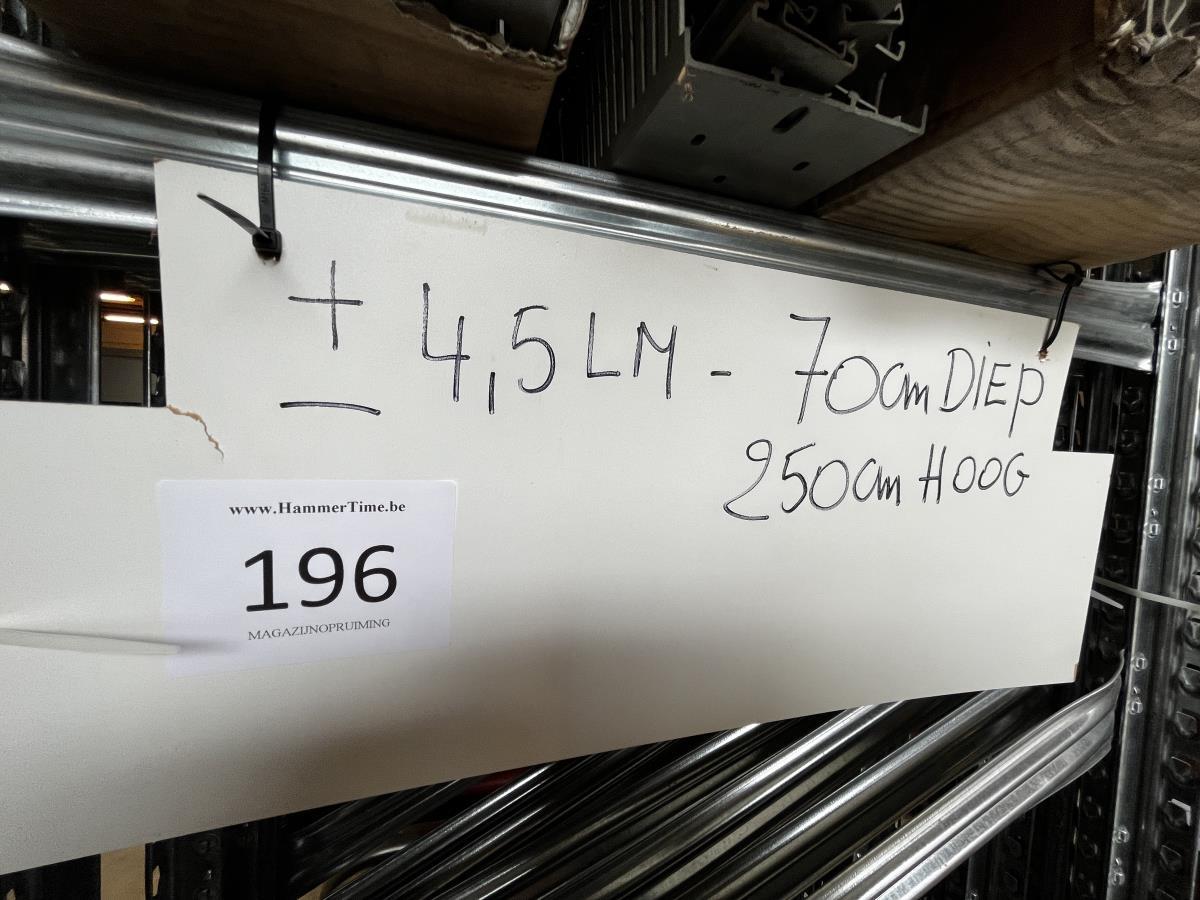 ± 4,5 LM - 70cm DIEP
250cm HOOG
www.HammerTime.be
196
MAGAZIJNOPRUIMING